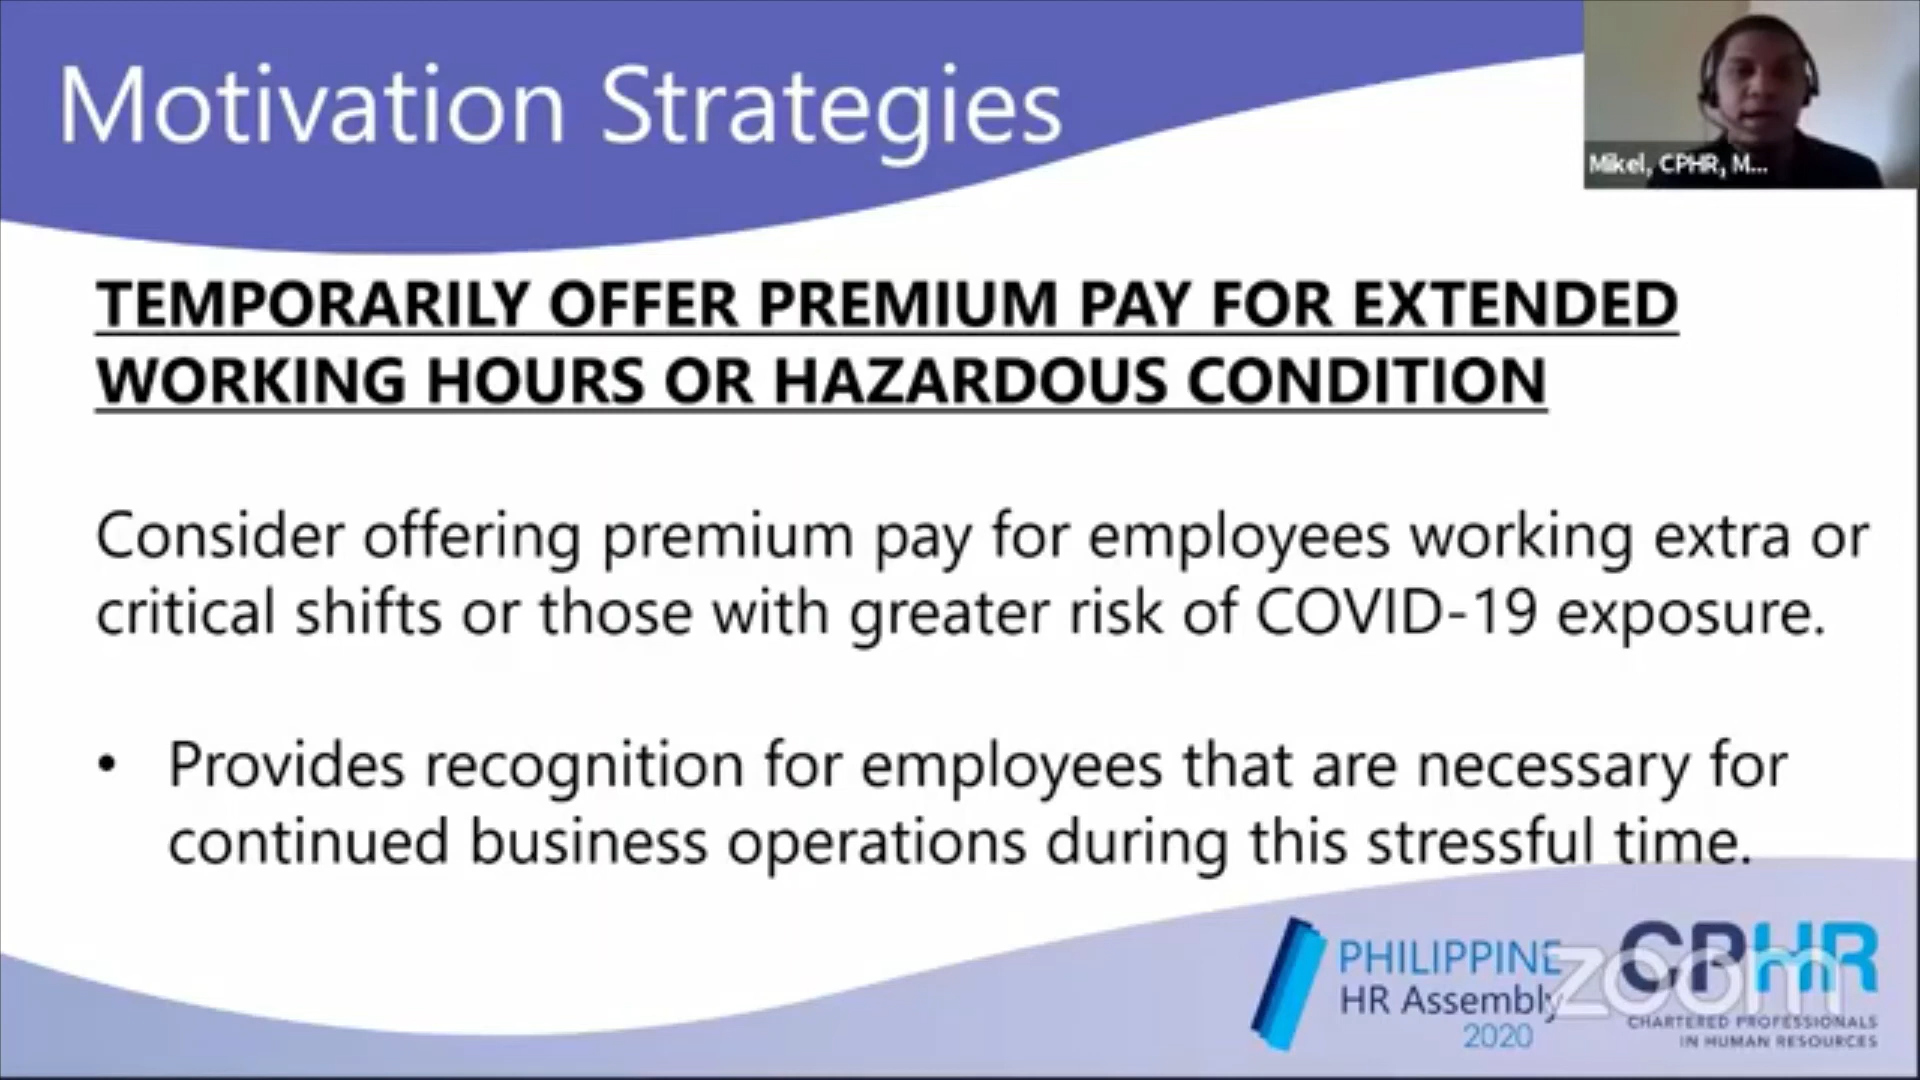 Motivation Strategies
Mikel, CPHR, M...
TEMPORARILY OFFER PREMIUM PAY FOR EXTENDED
WORKING HOURS OR HAZARDOUS CONDITION
Consider offering premium pay for employees working extra or
critical shifts or those with greater risk of COVID-19 exposure.
• Provides recognition for employees that are necessary for
continued business operations during this stressful time.
PHILIPPINE
HR Assembly
2020
zoom
CPHR
CHARTERED PROFESSIONALS
IN HUMAN RESOURCES